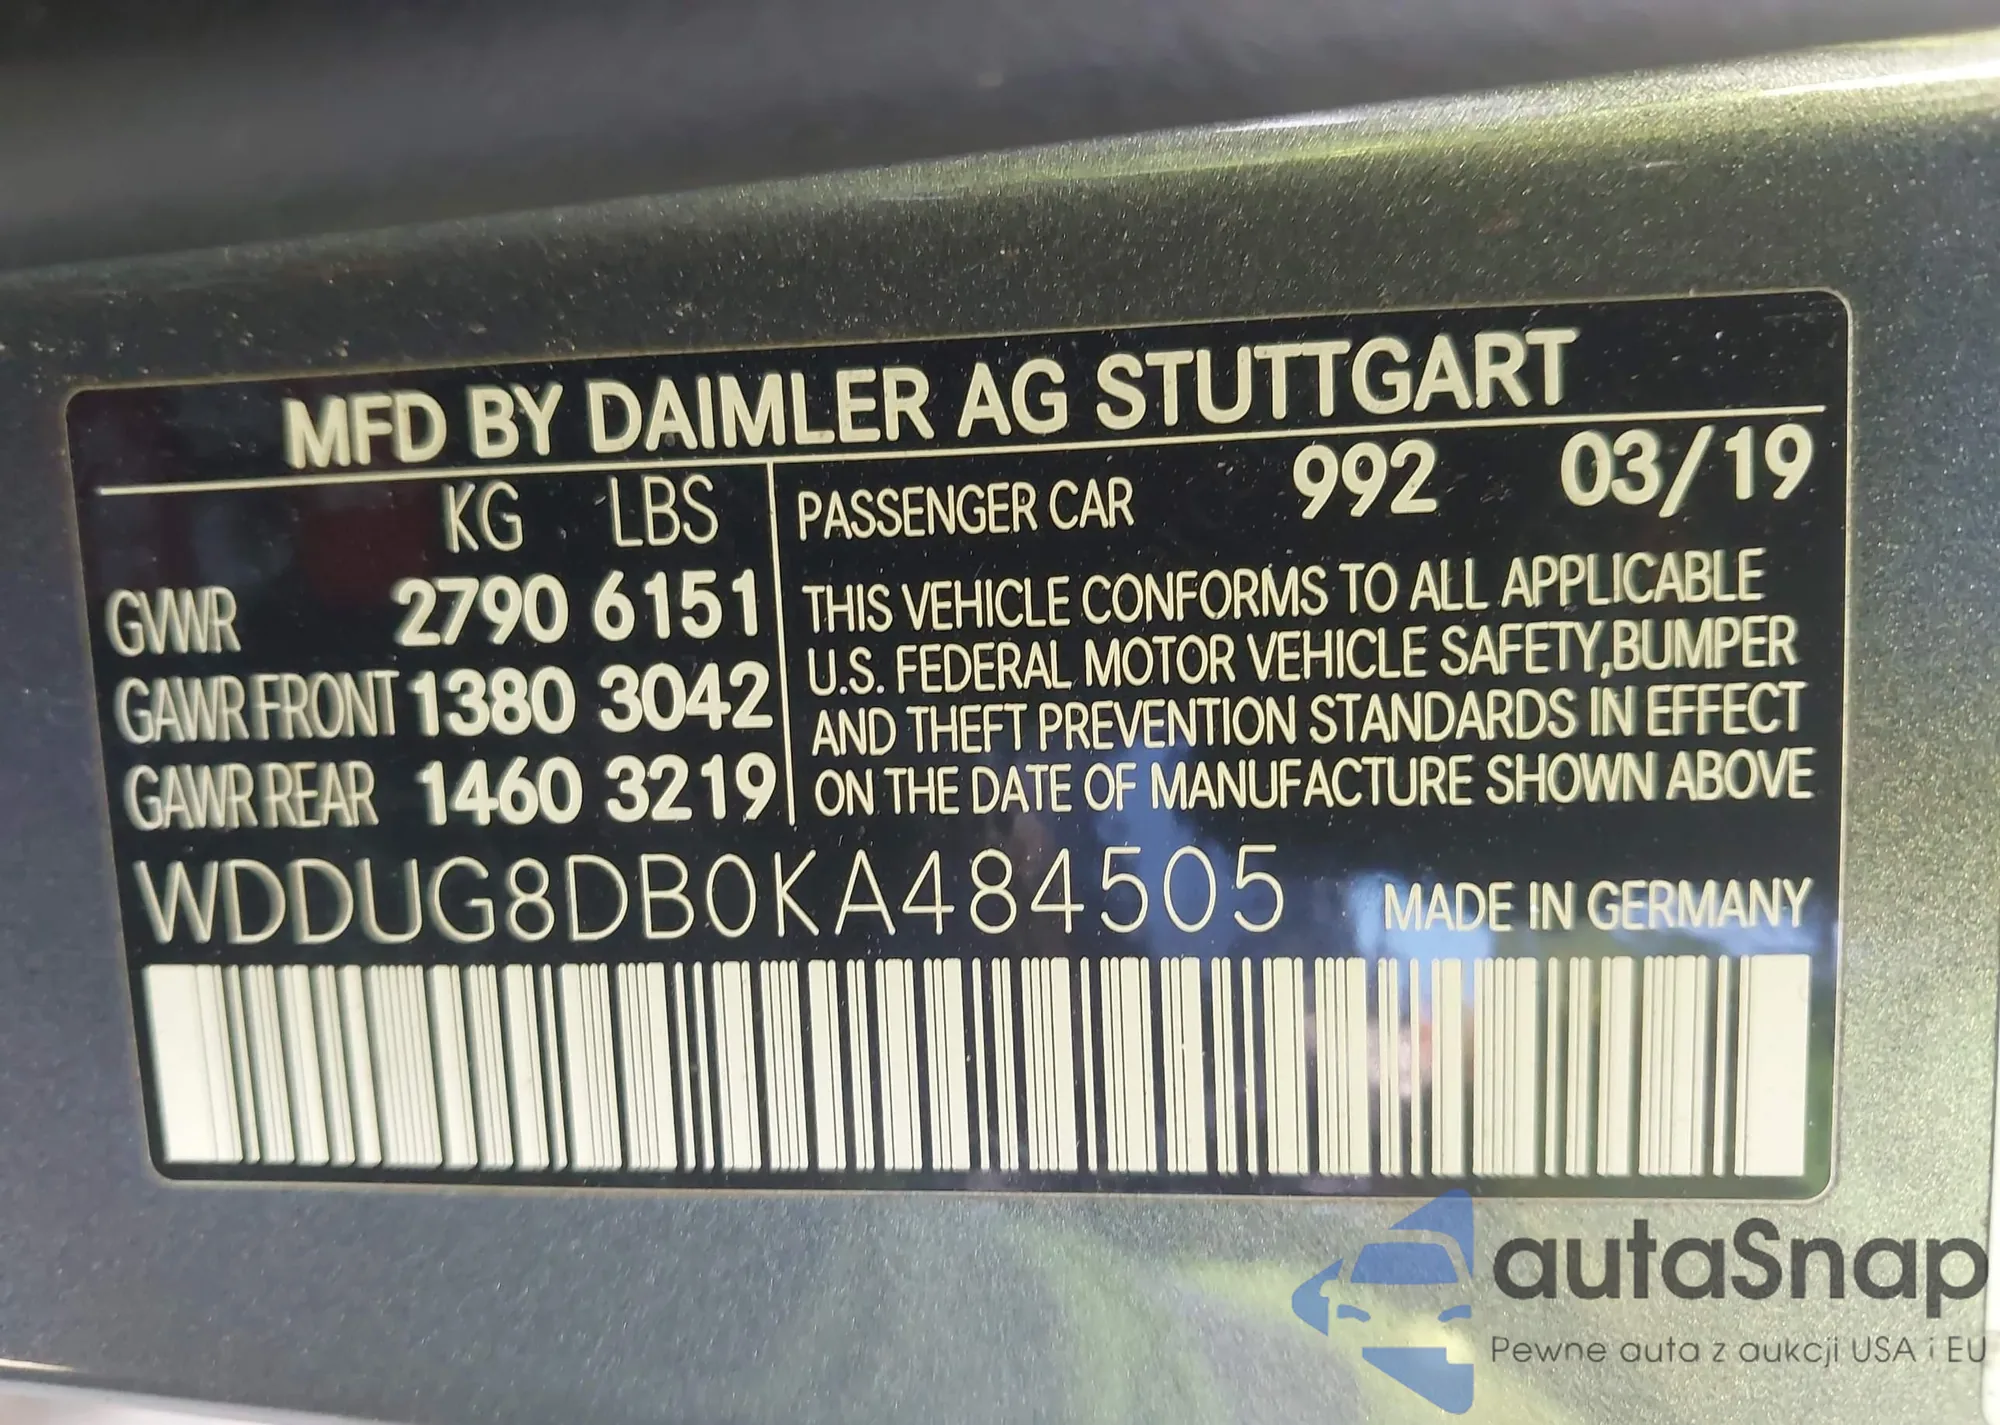 MFD BY DAIMLER AG STUTTGART
KG LBS
GVWR 2790 6151
GAWR FRONT 1380 3042
GAWR REAR 1460 3219
PASSENGER CAR 992 03/19
THIS VEHICLE CONFORMS TO ALL APPLICABLE
U.S. FEDERAL MOTOR VEHICLE SAFETY,BUMPER
AND THEFT PREVENTION STANDARDS IN EFFECT
ON THE DATE OF MANUFACTURE SHOWN ABOVE
WDDUG8DB0KA484505 MADE IN GERMANY
autaSnap
Pewne auta z aukcji USA i EU